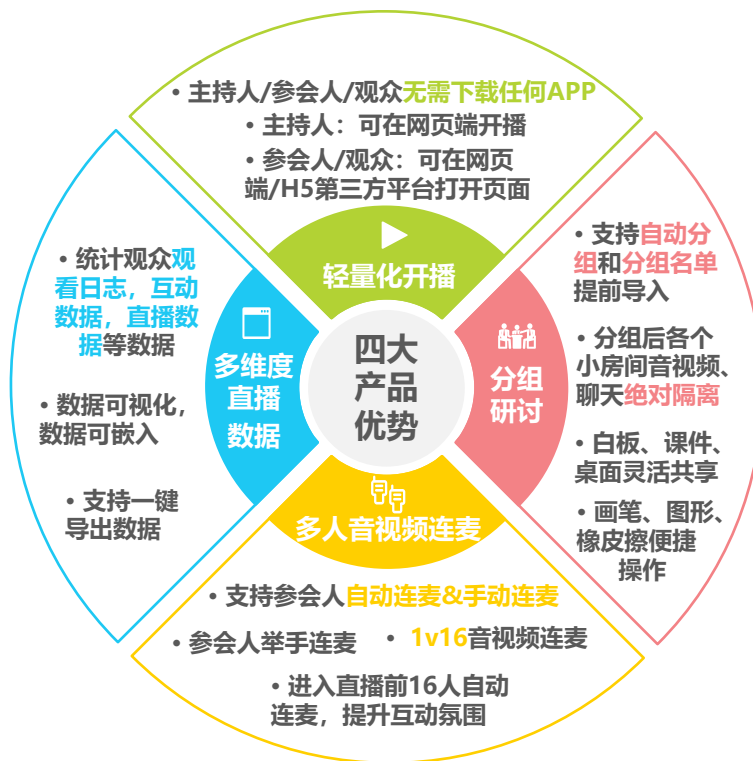 • 主持人/参会人/观众无需下载任何APP
• 主持人：可在网页端开播
• 参会人/观众：可在网页
端/H5第三方平台打开页面
轻量化开播
• 统计观众观
看日志，互动
数据，直播数
据等数据
• 数据可视化，
数据可嵌入
• 支持一键
导出数据
多维度
直播
数据
四大
产品
优势
分组
研讨
• 支持自动分
组和分组名单
提前导入
• 分组后各个
小房间音视频、
聊天绝对隔离
• 白板、课件、
桌面灵活共享
• 画笔、图形、
橡皮擦便捷
操作
多人音视频连麦
• 支持参会人自动连麦&手动连麦
• 参会人举手连麦
• 1v16音视频连麦
• 进入直播前16人自动
连麦，提升互动氛围